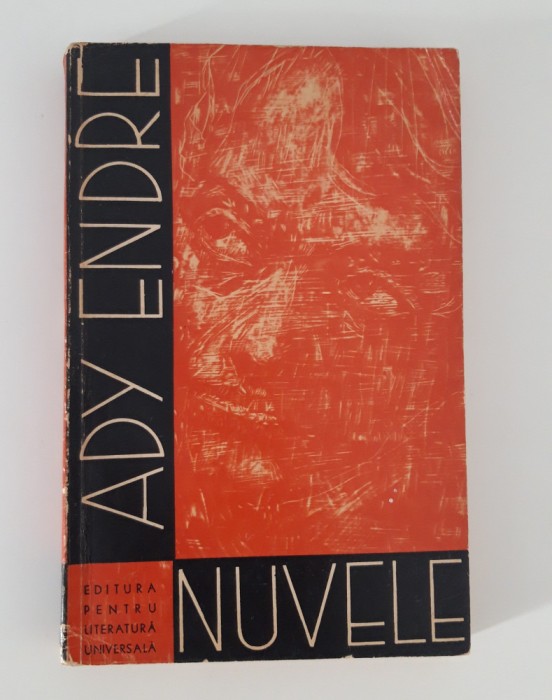 ADY ENDRE
NUVELE
EDITURA
PENTRU
LITERATURĂ
UNIVERSALĂ